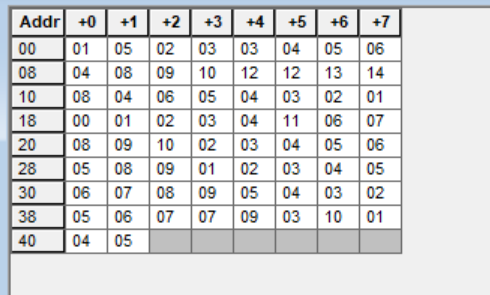 Addr +0 +1 +2 +3 +4 +5 +6 +7
00 01 05 02 03 03 04 05 06
08 04 08 09 10 12 12 13 14
10 08 04 06 05 04 03 02 01
18 00 01 02 03 04 11 06 07
20 08 09 10 02 03 04 05 06
28 05 08 09 01 02 03 04 05
30 06 07 08 09 05 04 03 02
38 05 06 07 07 09 03 10 01
40 04 05